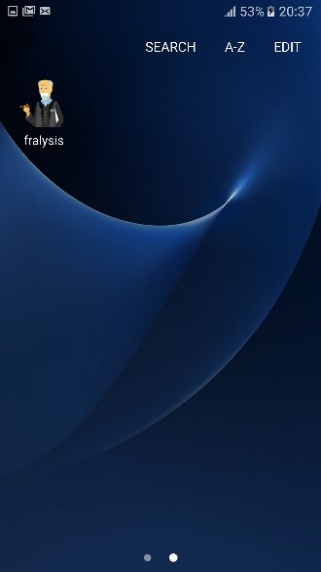 53% 20:37
SEARCH A-Z EDIT
fralysis